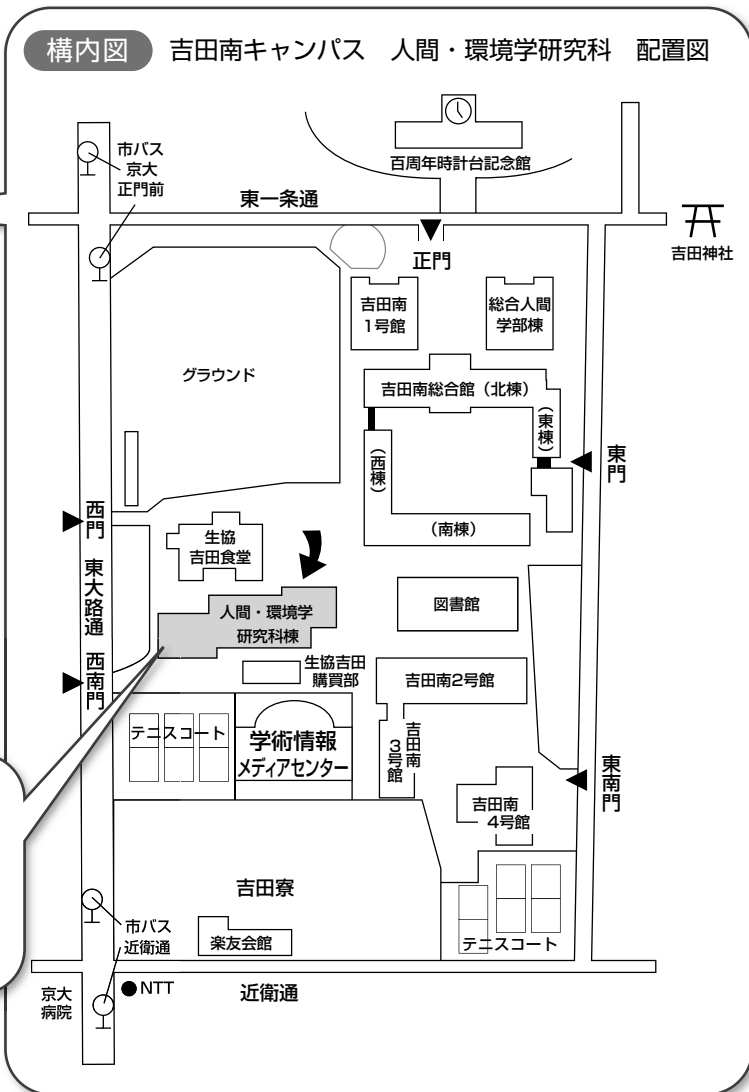 構内図 吉田南キャンパス 人間・環境学研究科 配置図
百周年時計台記念館
市バス
京大
正門前
東一条通
吉田神社
正門
吉田南
1号館
総合人間
学部棟
グラウンド
吉田南総合館（北棟）
（東棟）
（西棟）
東門
西門
（南棟）
生協
吉田食堂
東大路通
図書館
人間・環境学
研究科棟
西南門
生協吉田
購買部
吉田南2号館
テニスコート
学術情報
メディアセンター
吉田南
3号館
東南門
吉田南
4号館
吉田寮
市バス
近衛通
楽友会館
テニスコート
京大
病院
NTT
近衛通